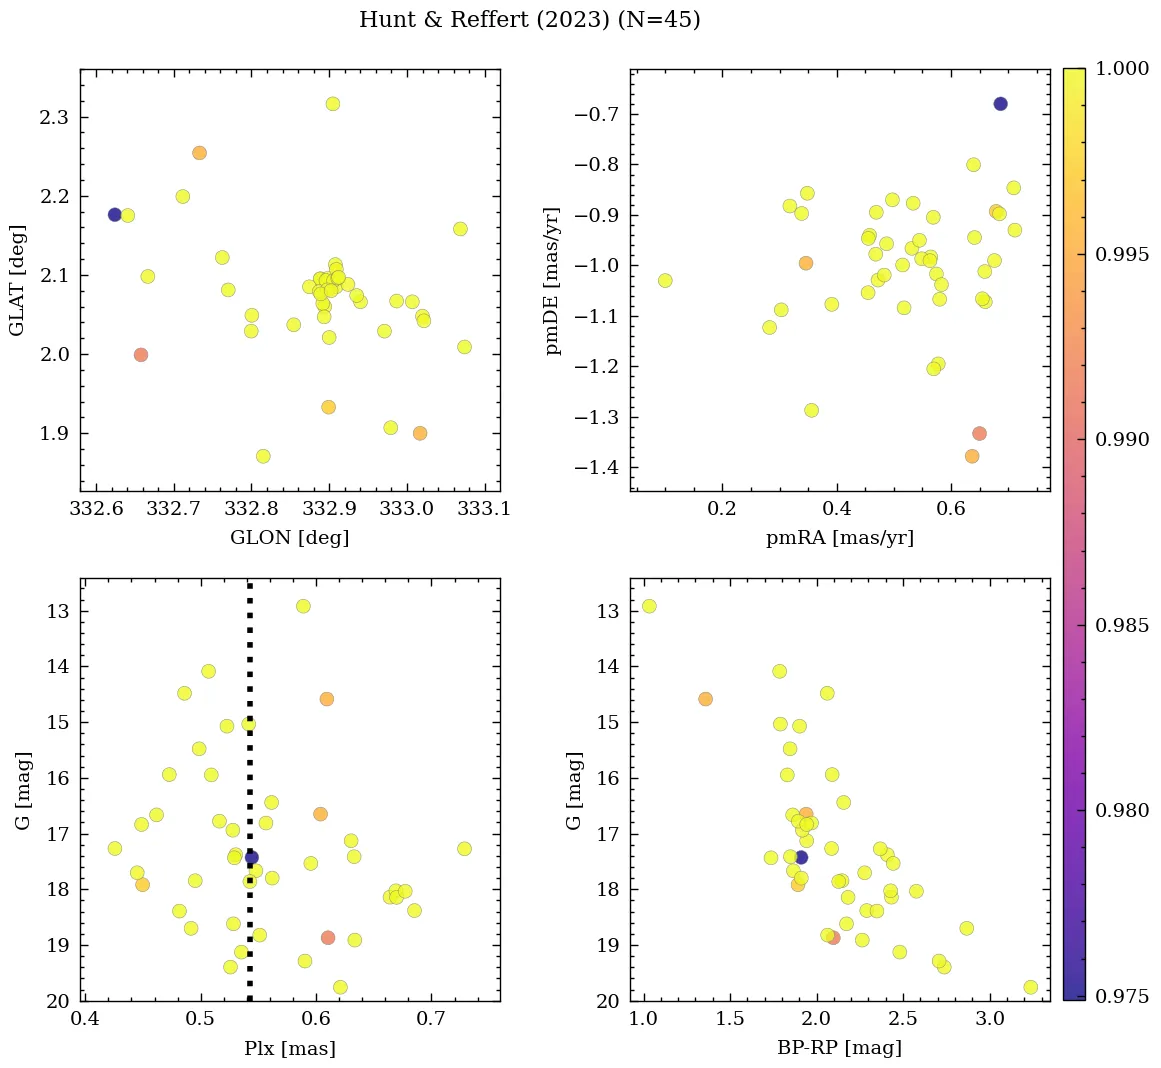 Hunt & Reffert (2023) (N=45)
2.3
2.2
2.1
2.0
1.9
GLAT [deg]
332.6 332.7 332.8 332.9 333.0 333.1
GLON [deg]
−0.7
−0.8
−0.9
−1.0
−1.1
−1.2
−1.3
−1.4
pmDE [mas/yr]
0.2 0.4 0.6
pmRA [mas/yr]
1.000
0.995
0.990
0.985
0.980
0.975
13
14
15
16
17
18
19
20
G [mag]
0.4 0.5 0.6 0.7
Plx [mas]
13
14
15
16
17
18
19
20
G [mag]
1.0 1.5 2.0 2.5 3.0
BP-RP [mag]